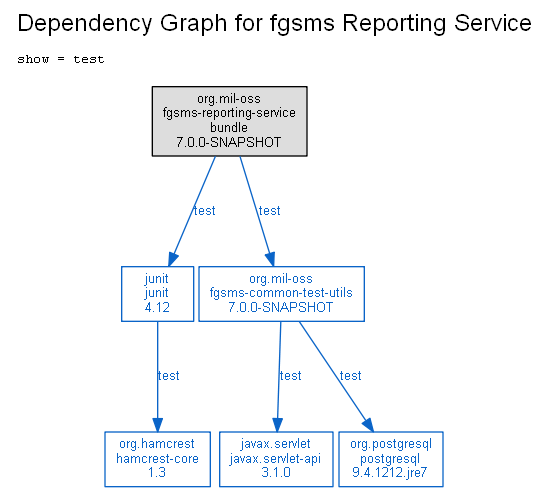 Dependency Graph for fgsms Reporting Service
show = test
org.mil-oss
fgsms-reporting-service
bundle
7.0.0-SNAPSHOT
test
test
junit
junit
4.12
org.mil-oss
fgsms-common-test-utils
7.0.0-SNAPSHOT
test
test
test
org.hamcrest
hamcrest-core
1.3
javax.servlet
javax.servlet-api
3.1.0
org.postgresql
postgresql
9.4.1212.jre7